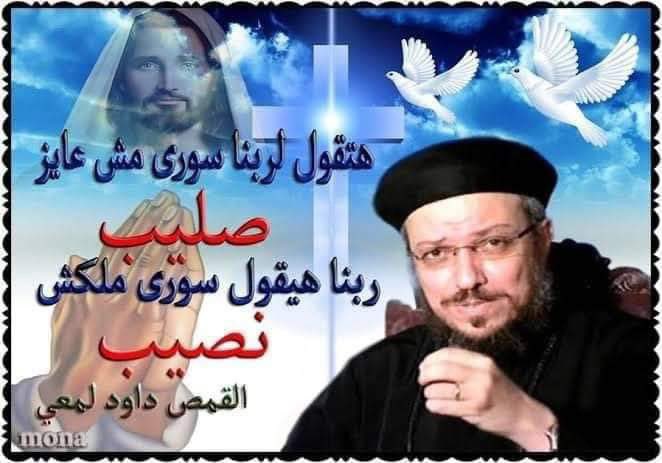 هتقول لربنا سورى مش عايز
صليب
ربنا هيقول سورى ملكش
نصيب
القمص داود لمعي
mona